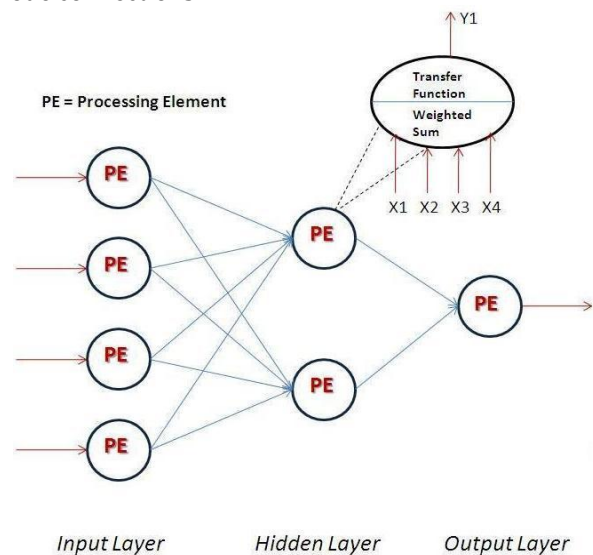 Y1
Transfer
Function
Weighted
Sum
PE = Processing Element
X1 X2 X3 X4
PE
PE
PE
PE
PE
PE
PE
Input Layer Hidden Layer Output Layer